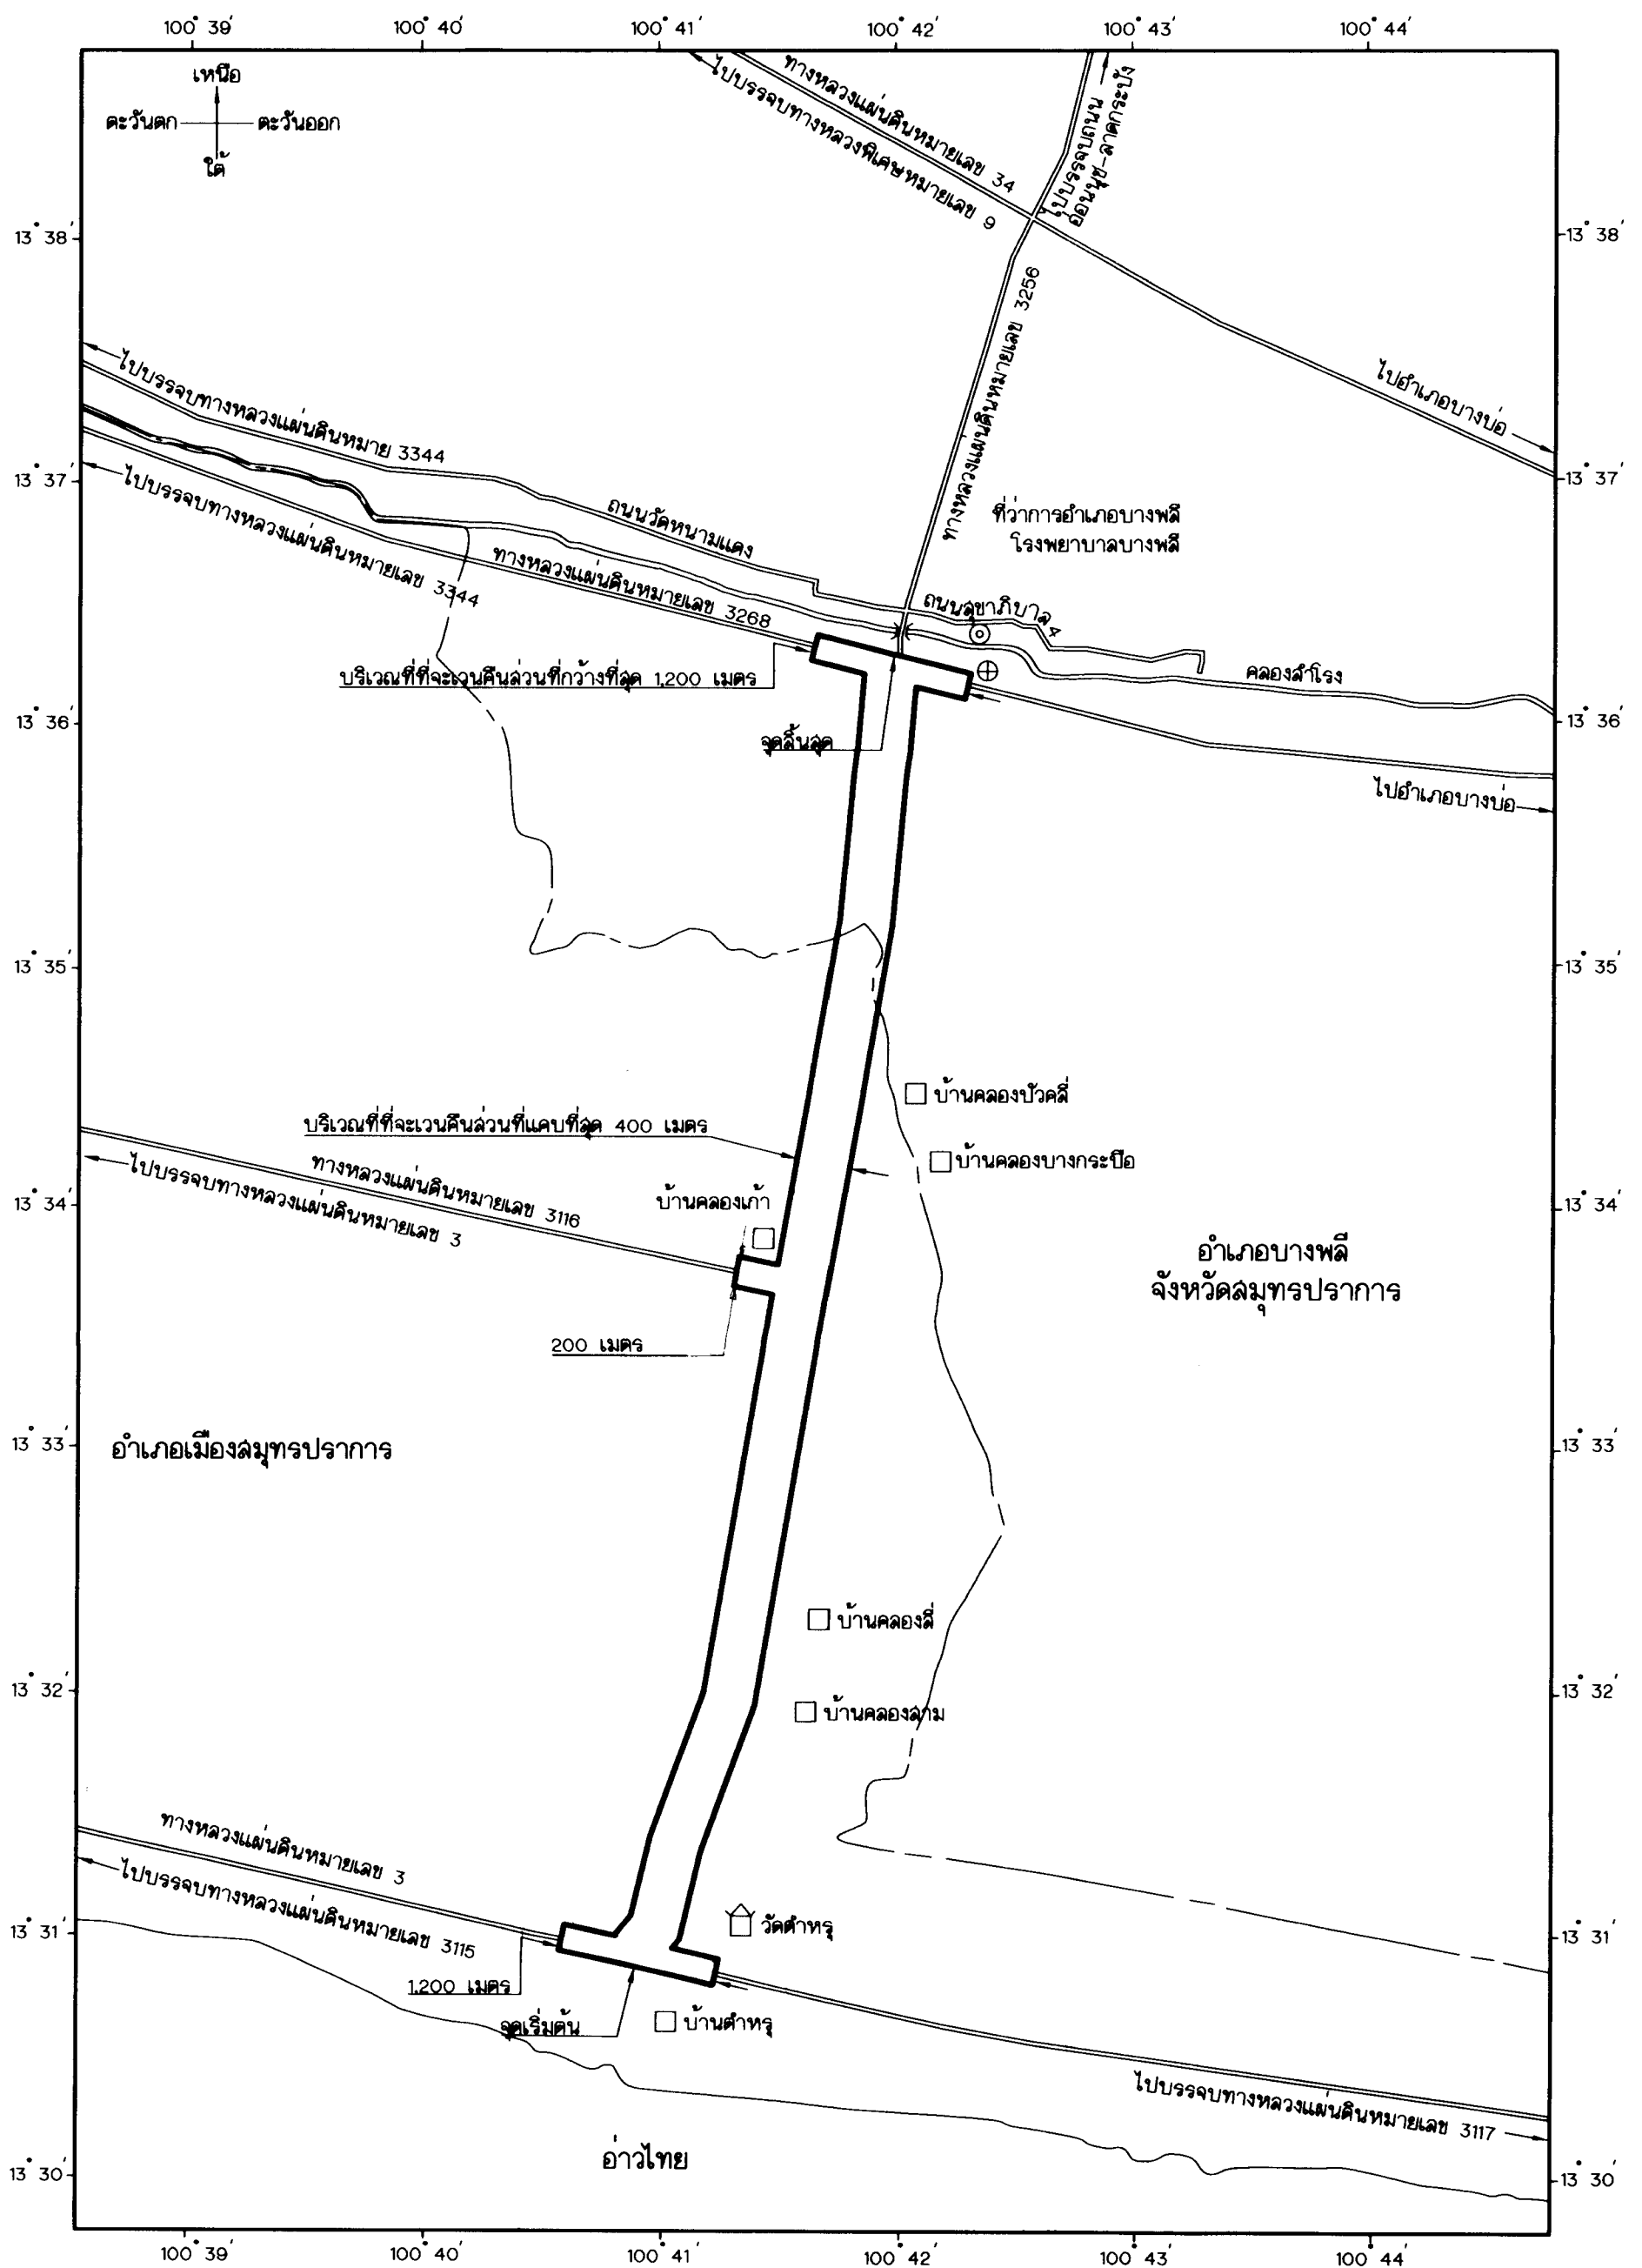 100° 39′ 100° 40′ 100° 41′ 100° 42′ 100° 43′ 100° 44′
เหนือ
ตะวันตก ตะวันออก
ใต้
ทางหลวงแผ่นดินหมายเลข 34
ไปบรรจบทางหลวงพิเศษหมายเลข 9
ไปบรรจบถนน
อ่อนนุช-ลาดกระบัง
13° 38′ 13° 38′
ทางหลวงแผ่นดินหมายเลข 3256
ไปอำเภอบางบ่อ
ไปบรรจบทางหลวงแผ่นดินหมาย 3344
13° 37′ 13° 37′
ไปบรรจบทางหลวงแผ่นดินหมายเลข 3344
ถนนวัดหนามแดง
ที่ว่าการอำเภอบางพลี
โรงพยาบาลบางพลี
ทางหลวงแผ่นดินหมายเลข 3268
ถนนสุขาภิบาล 4
คลองสำโรง
บริเวณที่ที่จะเวนคืนส่วนที่กว้างที่สุด 1,200 เมตร
13° 36′ 13° 36′
จุดสิ้นสุด
ไปอำเภอบางบ่อ
13° 35′ 13° 35′
บ้านคลองบัวคลี่
บริเวณที่ที่จะเวนคืนส่วนที่แคบที่สุด 400 เมตร
บ้านคลองบางกระบือ
ทางหลวงแผ่นดินหมายเลข 3116
ไปบรรจบทางหลวงแผ่นดินหมายเลข 3
บ้านคลองเก้า
13° 34′ 13° 34′
อำเภอบางพลี
จังหวัดสมุทรปราการ
200 เมตร
13° 33′ 13° 33′
อำเภอเมืองสมุทรปราการ
บ้านคลองสี่
13° 32′ 13° 32′
บ้านคลองสาม
ทางหลวงแผ่นดินหมายเลข 3
ไปบรรจบทางหลวงแผ่นดินหมายเลข 3115
วัดตำหรุ
13° 31′ 13° 31′
1,200 เมตร
จุดเริ่มต้น
บ้านตำหรุ
ไปบรรจบทางหลวงแผ่นดินหมายเลข 3117
อ่าวไทย
13° 30′ 13° 30′
100° 39′ 100° 40′ 100° 41′ 100° 42′ 100° 43′ 100° 44′